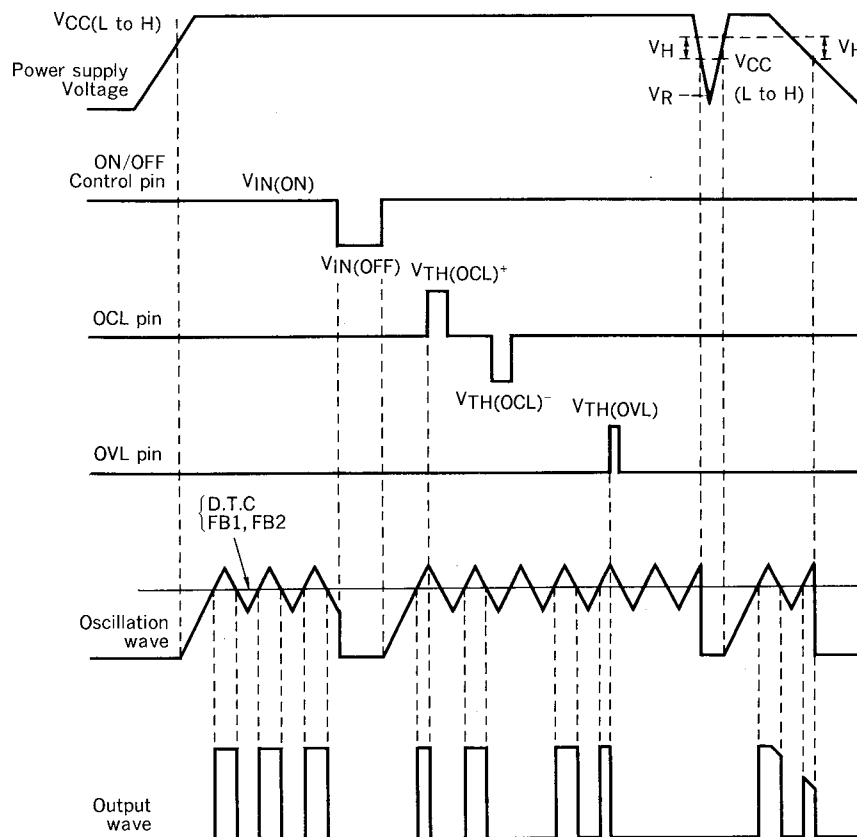 VCC(L to H)
Power supply
Voltage
VH
VCC
VH
VR
(L to H)
ON/OFF
Control pin
VIN(ON)
VIN(OFF)
VTH(OCL)+
OCL pin
VTH(OCL)−
VTH(OVL)
OVL pin
D.T.C
FB1, FB2
Oscillation
wave
Output
wave